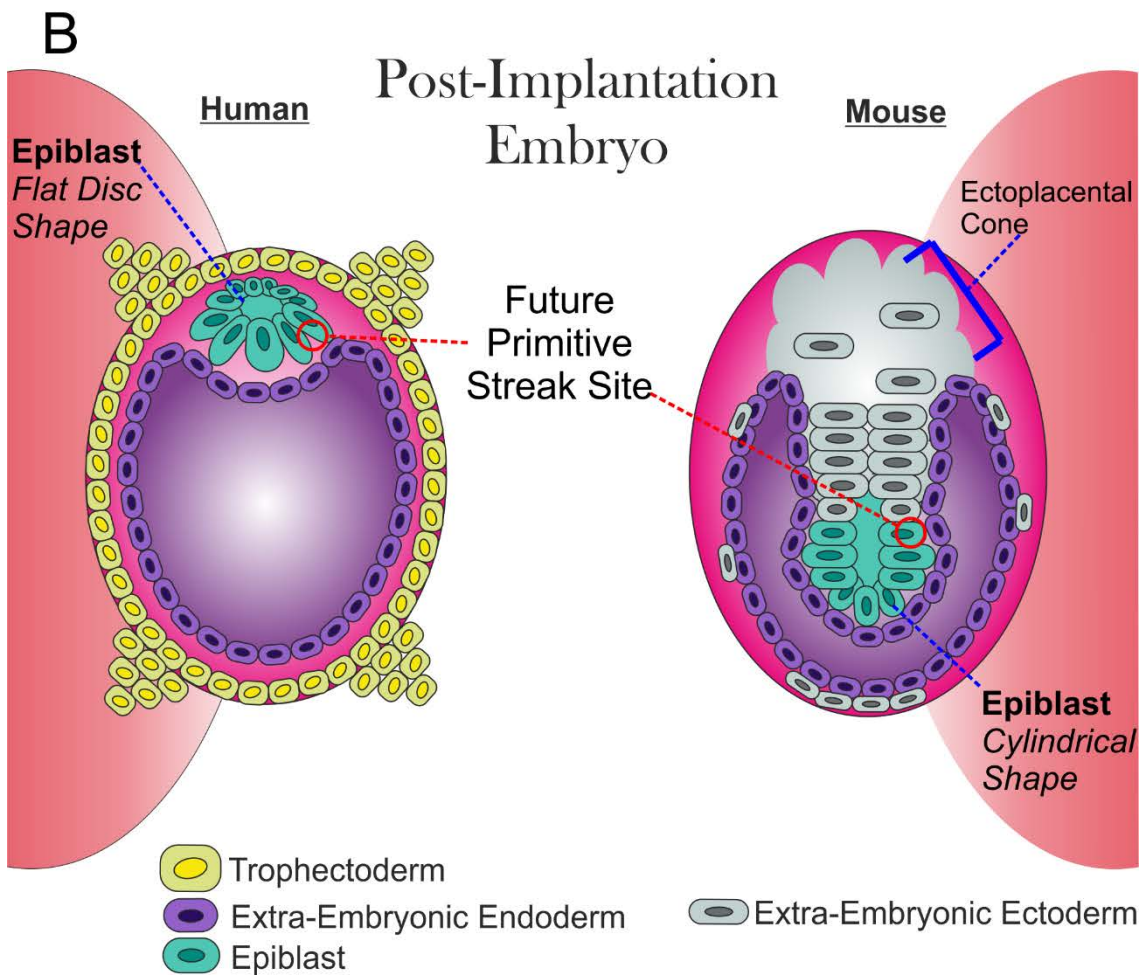 B
Post-Implantation
Embryo
Human
Mouse
Epiblast
Flat Disc
Shape
Ectoplacental
Cone
Future
Primitive
Streak Site
Epiblast
Cylindrical
Shape
Trophectoderm
Extra-Embryonic Endoderm
Epiblast
Extra-Embryonic Ectoderm